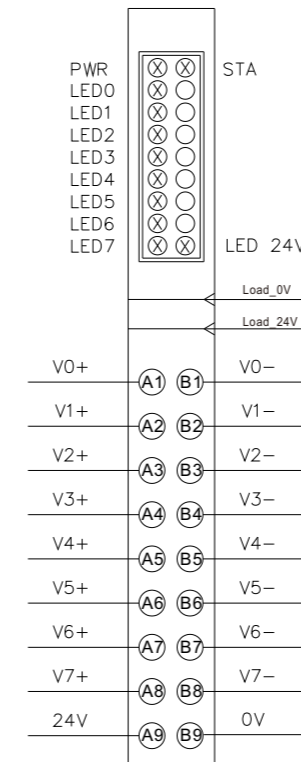 PWR STA
LED0
LED1
LED2
LED3
LED4
LED5
LED6
LED7 LED 24V
Load_0V
Load_24V
V0+ A1 B1 V0-
V1+ A2 B2 V1-
V2+ A3 B3 V2-
V3+ A4 B4 V3-
V4+ A5 B5 V4-
V5+ A6 B6 V5-
V6+ A7 B7 V6-
V7+ A8 B8 V7-
24V A9 B9 0V